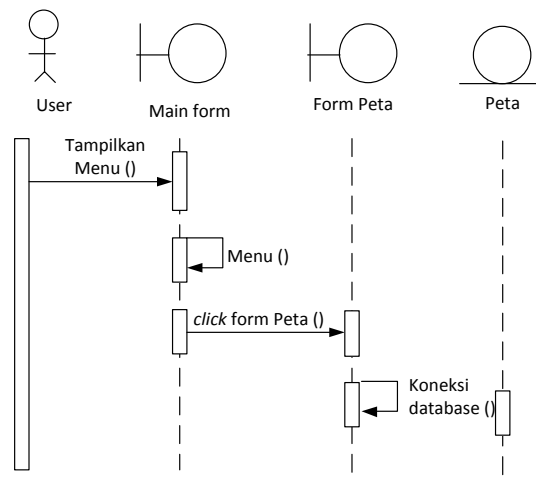 User
Main form
Form Peta
Peta
Tampilkan
Menu ()
Menu ()
click form Peta ()
Koneksi
database ()